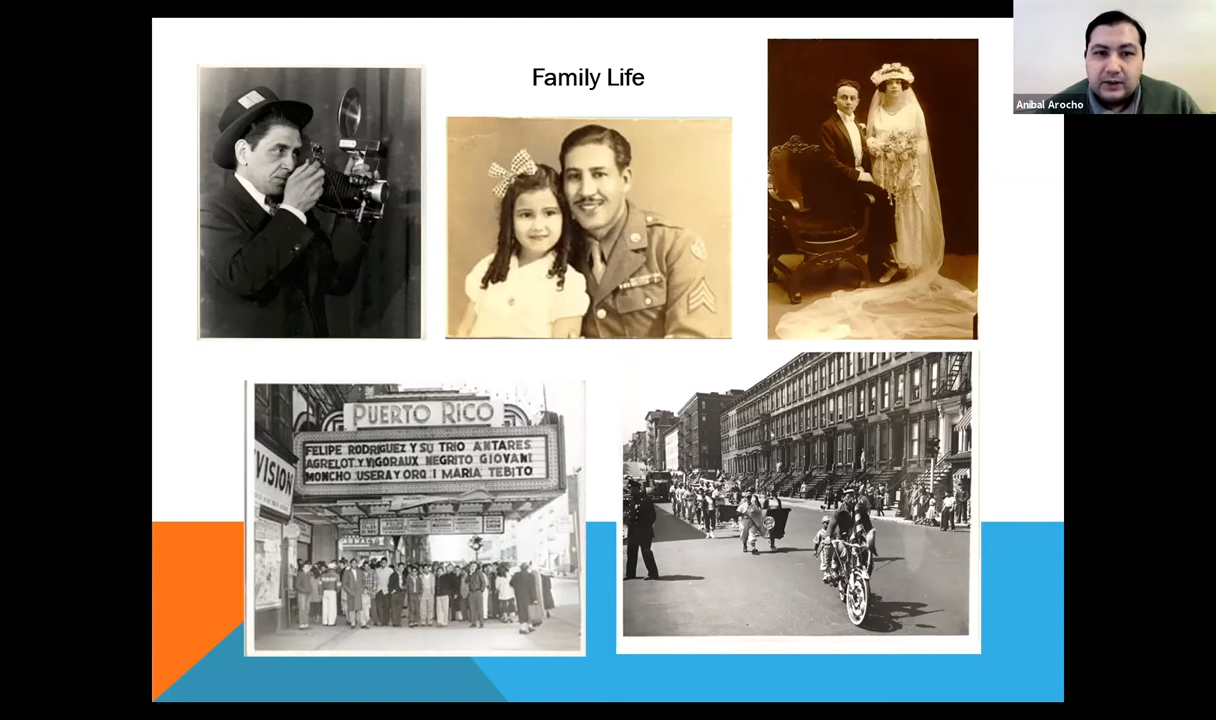 Family Life
Anibal Arocho
PUERTO RICO
FELIPE RODRIGUEZ Y SU TRIO ANTARES
AGRELOT Y VIGORAUX NEGRITO GIOVANI
MONCHO USERA Y ORQ MARIA TEBITO
VISION